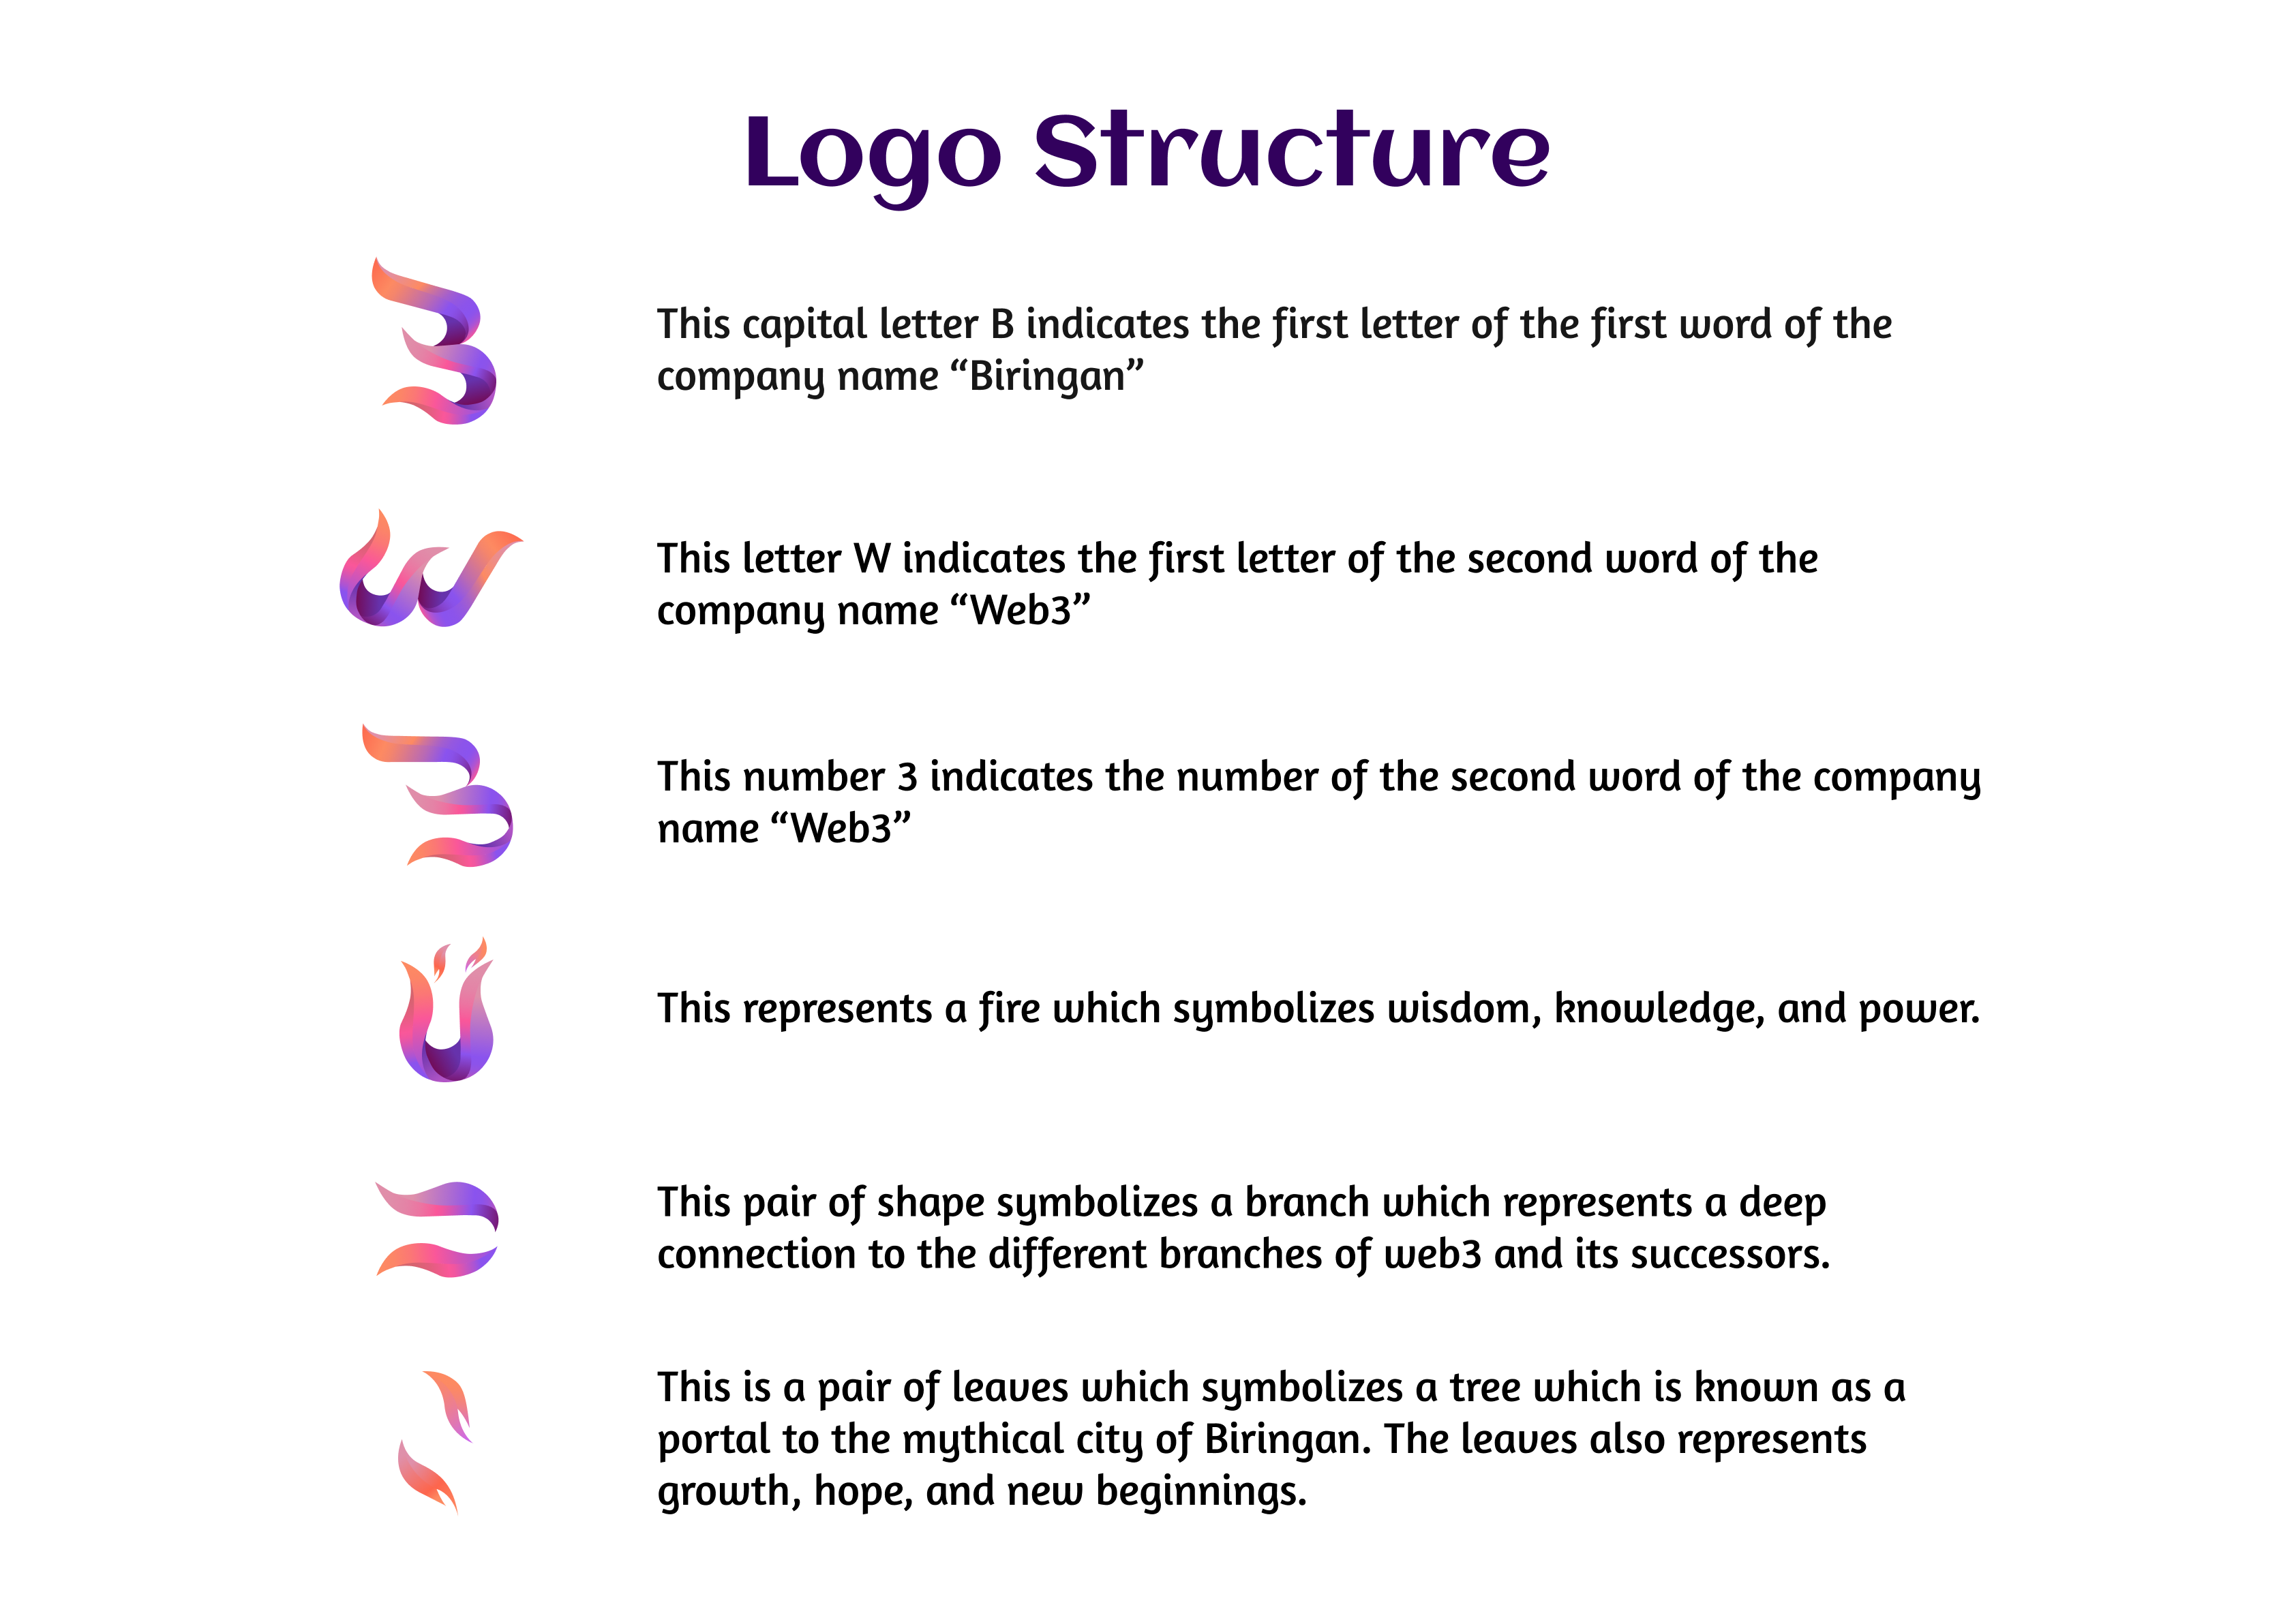 Logo Structure
This capital letter B indicates the first letter of the first word of the
company name “Biringan”
This letter W indicates the first letter of the second word of the
company name “Web3”
This number 3 indicates the number of the second word of the company
name “Web3”
This represents a fire which symbolizes wisdom, knowledge, and power.
This pair of shape symbolizes a branch which represents a deep
connection to the different branches of web3 and its successors.
This is a pair of leaves which symbolizes a tree which is known as a
portal to the mythical city of Biringan. The leaves also represents
growth, hope, and new beginnings.